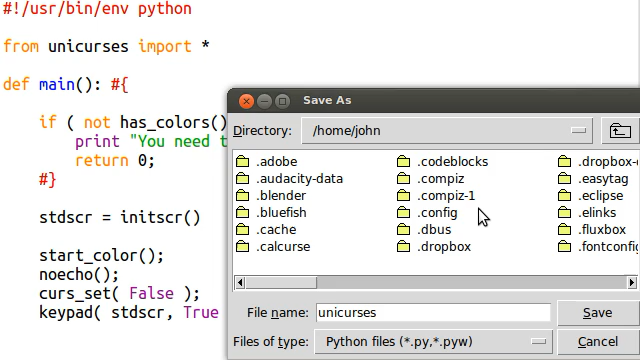 #!/usr/bin/env python
from unicurses import *
def main(): #{
if ( not has_colors()
print "You need t
return 0;
#}
stdscr = initscr()
start_color();
noecho();
curs_set( False );
keypad( stdscr, True
Save As
Directory: /home/john
.adobe .codeblocks .dropbox-
.audacity-data .compiz .easytag
.blender .compiz-1 .eclipse
.bluefish .config .elinks
.cache .dbus .fluxbox
.calcurse .dropbox .fontconfig
File name: unicurses Save
Files of type: Python files (*.py,*.pyw) Cancel